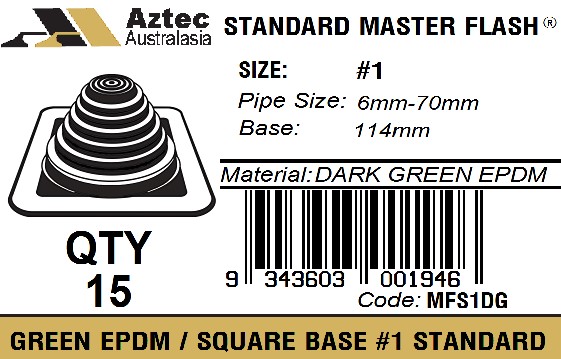 Aztec
Australasia
STANDARD MASTER FLASH®
SIZE: #1
Pipe Size: 6mm-70mm
Base: 114mm
Material: DARK GREEN EPDM
QTY
15
9 343603 001946
Code: MFS1DG
GREEN EPDM / SQUARE BASE #1 STANDARD